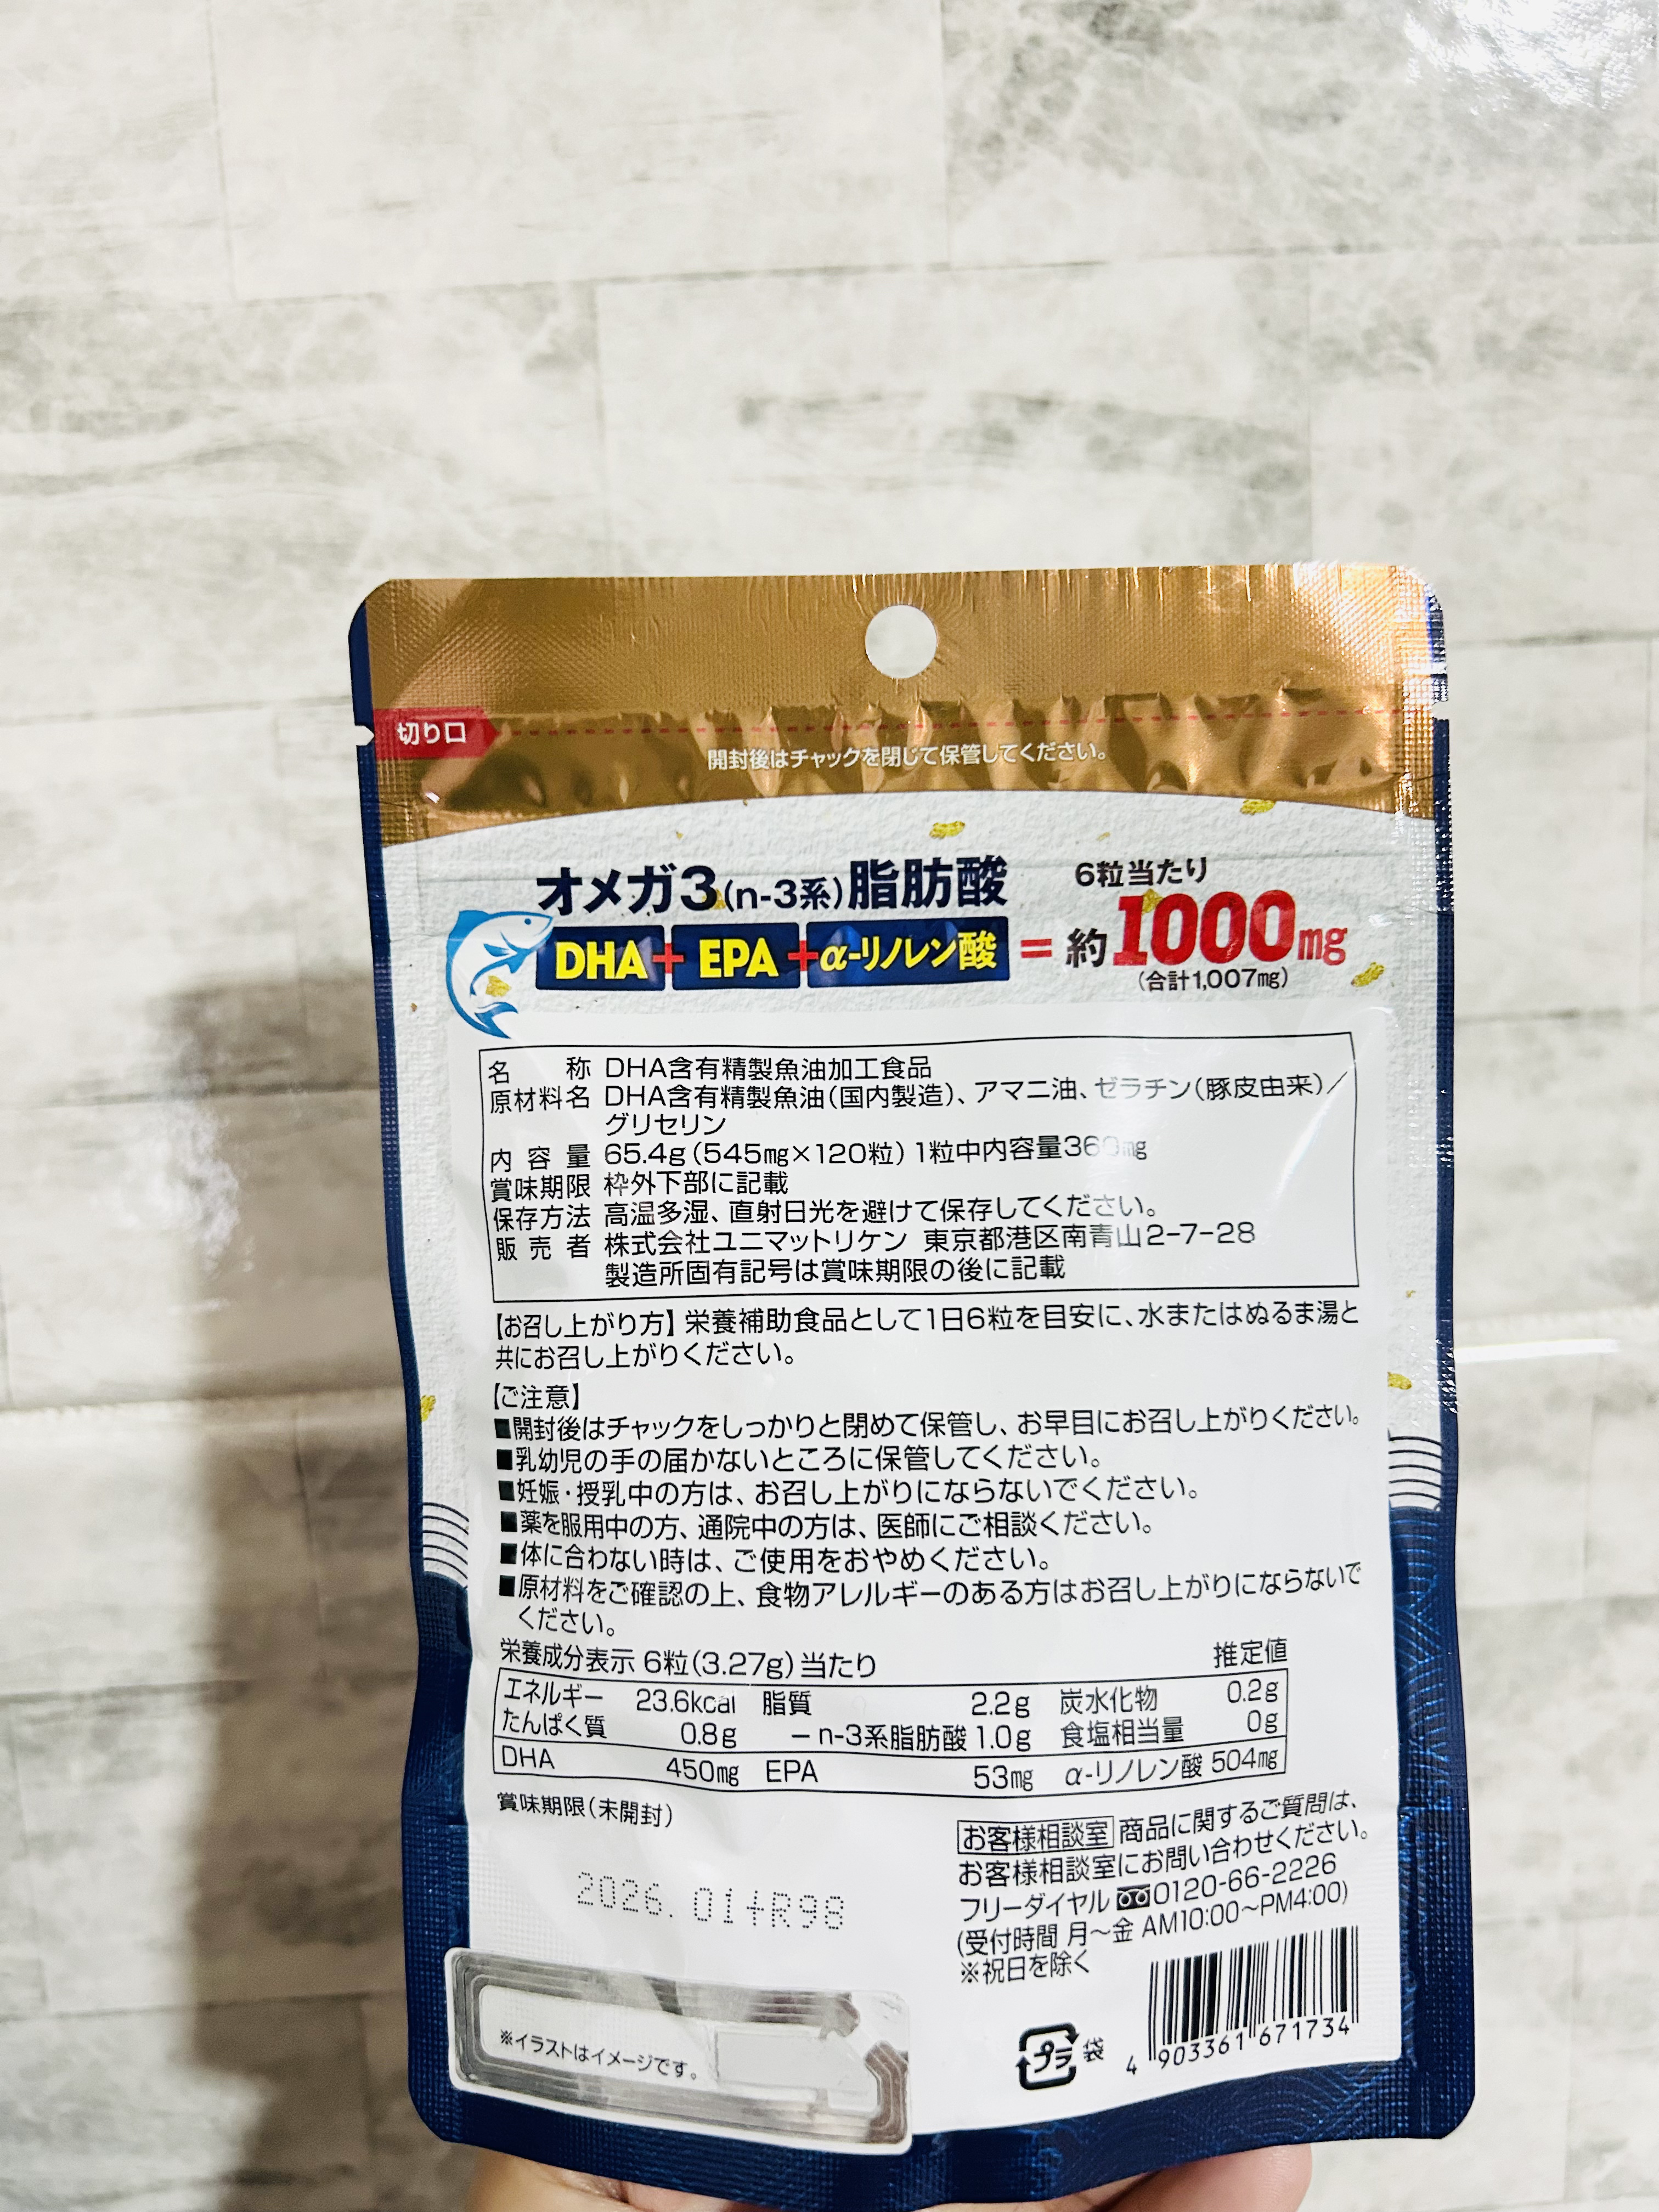 切り口
開封後はチャックを閉じて保管してください。
オメガ3(n-3系)脂肪酸
DHA+EPA+α-リノレン酸
=
6粒当たり
約1000mg
(合計1,007mg)
名 称 DHA含有精製魚油加工食品
原材料名 DHA含有精製魚油(国内製造)、アマニ油、ゼラチン(豚皮由来)/
グリセリン
内容量 65.4g(545mg×120粒)1粒中内容量360mg
賞味期限 枠外下部に記載
保存方法 高温多湿、直射日光を避けて保存してください。
販売者 株式会社ユニマットリケン 東京都港区南青山2-7-28
製造所固有記号は賞味期限の後に記載
【お召し上がり方】栄養補助食品として1日6粒を目安に、水またはぬるま湯と
共にお召し上がりください。
【ご注意】
■開封後はチャックをしっかりと閉めて保管し、お早目にお召し上がりください。
■乳幼児の手の届かないところに保管してください。
■妊娠・授乳中の方は、お召し上がりにならないでください。
■薬を服用中の方、通院中の方は、医師にご相談ください。
■体に合わない時は、ご使用をおやめください。
■原材料をご確認の上、食物アレルギーのある方はお召し上がりにならないで
ください。
栄養成分表示 6粒(3.27g)当たり 推定値
エネルギー 23.6kcal 脂質 2.2g 炭水化物 0.2g
たんぱく質 0.8g －n-3系脂肪酸 1.0g 食塩相当量 0g
DHA 450mg EPA 53mg α-リノレン酸 504mg
賞味期限(未開封)
2026.01+R98
お客様相談室 商品に関するご質問は、
お客様相談室にお問い合わせください。
フリーダイヤル 0120-66-2226
(受付時間 月～金 AM10:00～PM4:00)
※祝日を除く
※イラストはイメージです。
プラ 袋
4 903361 671734